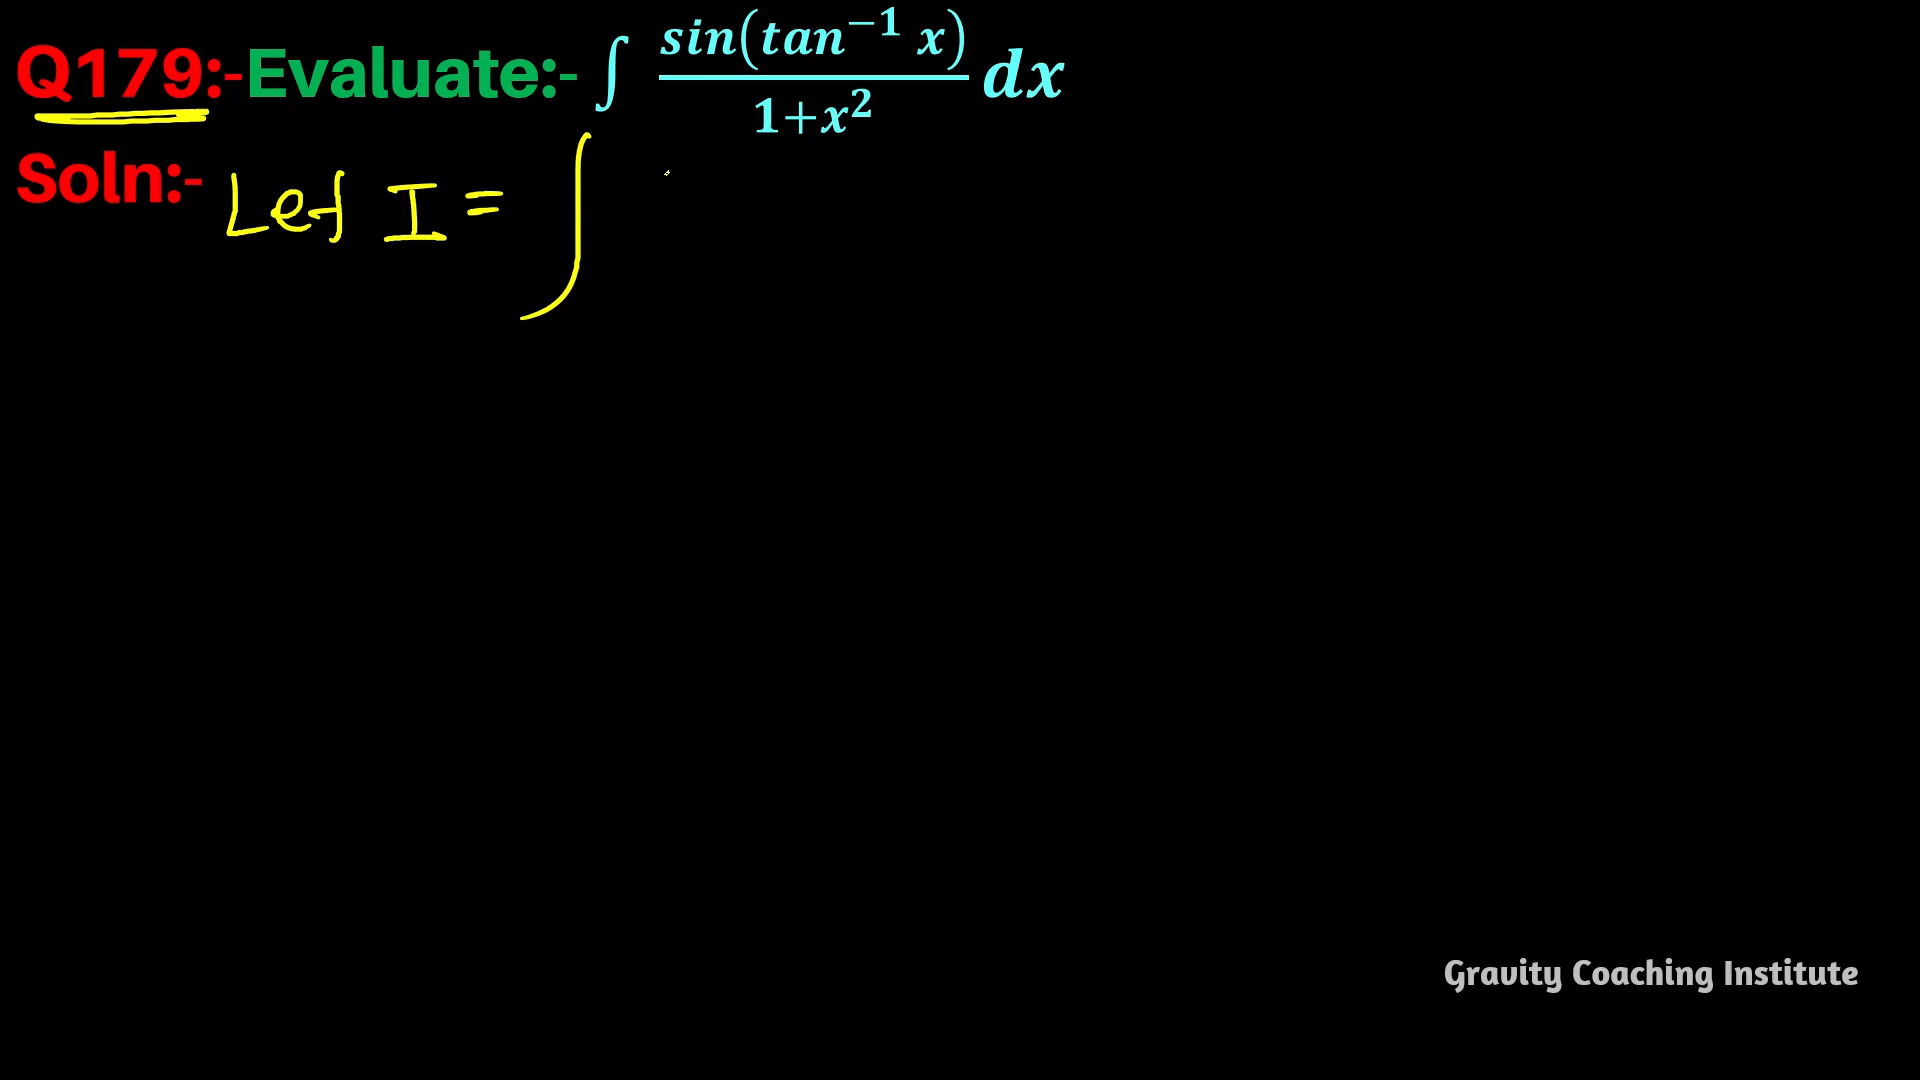 Q179:-Evaluate:- ∫ sin(tan⁻¹ x)/1+x² dx
Soln:- Let I = ∫
Gravity Coaching Institute